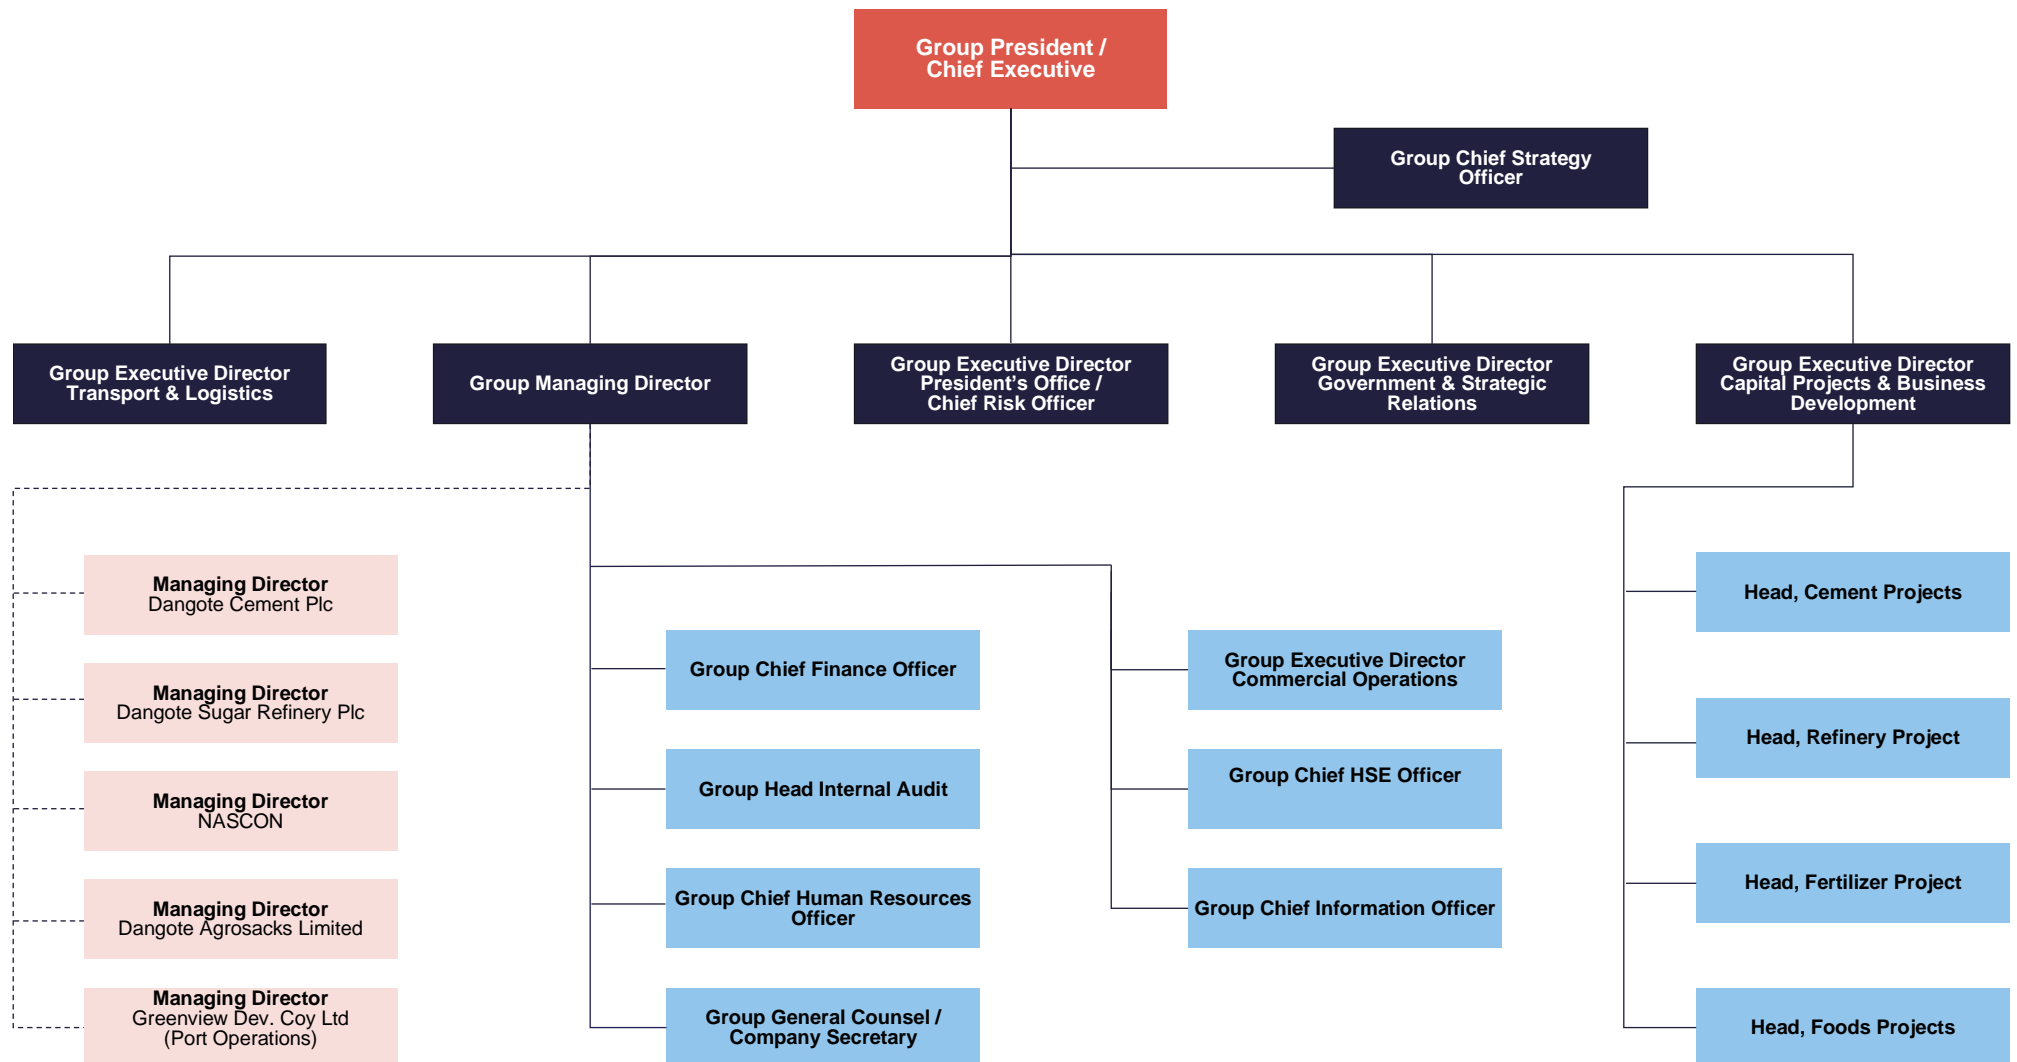 Group President /
Chief Executive
Group Chief Strategy
Officer
Group Executive Director
Transport & Logistics
Group Managing Director
Group Executive Director
President’s Office /
Chief Risk Officer
Group Executive Director
Government & Strategic
Relations
Group Executive Director
Capital Projects & Business
Development
Managing Director
Dangote Cement Plc
Managing Director
Dangote Sugar Refinery Plc
Managing Director
NASCON
Managing Director
Dangote Agrosacks Limited
Managing Director
Greenview Dev. Coy Ltd
(Port Operations)
Group Chief Finance Officer
Group Head Internal Audit
Group Chief Human Resources
Officer
Group General Counsel /
Company Secretary
Group Executive Director
Commercial Operations
Group Chief HSE Officer
Group Chief Information Officer
Head, Cement Projects
Head, Refinery Project
Head, Fertilizer Project
Head, Foods Projects